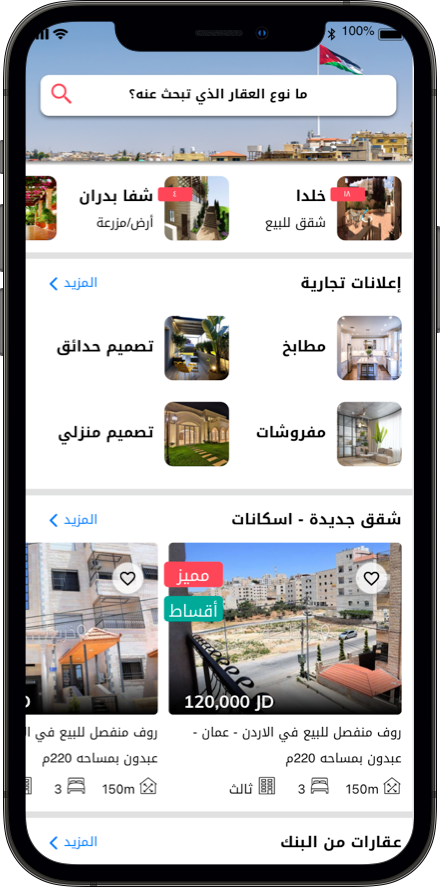 100%
ما نوع العقار الذي تبحث عنه؟
خلدا ١٨
شقق للبيع
شفا بدران ٤
أرض/مزرعة
إعلانات تجارية
المزيد
مطابخ
تصميم حدائق
مفروشات
تصميم منزلي
شقق جديدة - اسكانات
المزيد
مميز
أقساط
120,000 JD
روف منفصل للبيع في الاردن - عمان -
عبدون بمساحه 220م
150m 3 ثالث
D
روف منفصل للبيع في الار
عبدون بمساحه 220م
150m 3
عقارات من البنك
المزيد